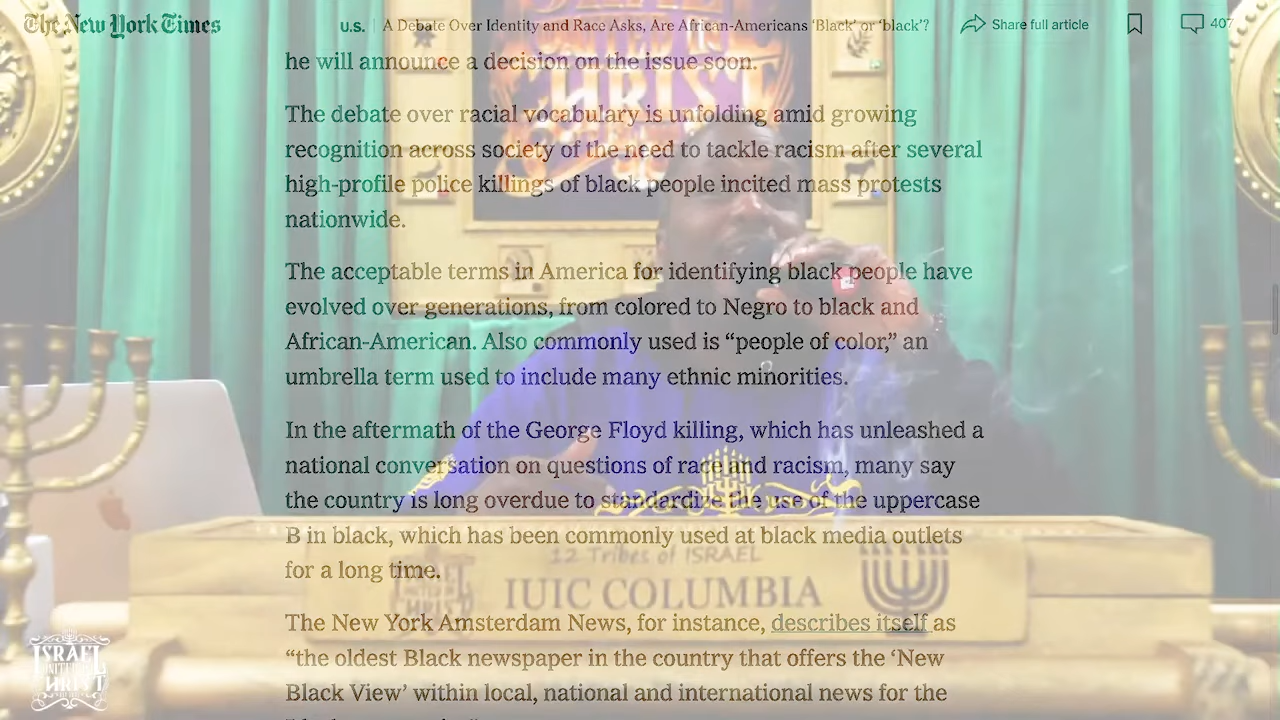 The New York Times
U.S. A Debate Over Identity and Race Asks, Are African-Americans ‘Black’ or ‘black’? Share full article 407
he will announce a decision on the issue soon.
The debate over racial vocabulary is unfolding amid growing
recognition across society of the need to tackle racism after several
high-profile police killings of black people incited mass protests
nationwide.
The acceptable terms in America for identifying black people have
evolved over generations, from colored to Negro to black and
African-American. Also commonly used is “people of color,” an
umbrella term used to include many ethnic minorities.
In the aftermath of the George Floyd killing, which has unleashed a
national conversation on questions of race and racism, many say
the country is long overdue to standardize the use of the uppercase
B in black, which has been commonly used at black media outlets
for a long time.
12 Tribes of ISRAEL
IUIC COLUMBIA
The New York Amsterdam News, for instance, describes itself as
“the oldest Black newspaper in the country that offers the ‘New
Black View’ within local, national and international news for the
ISRAEL
UNITED IN
CHRIST